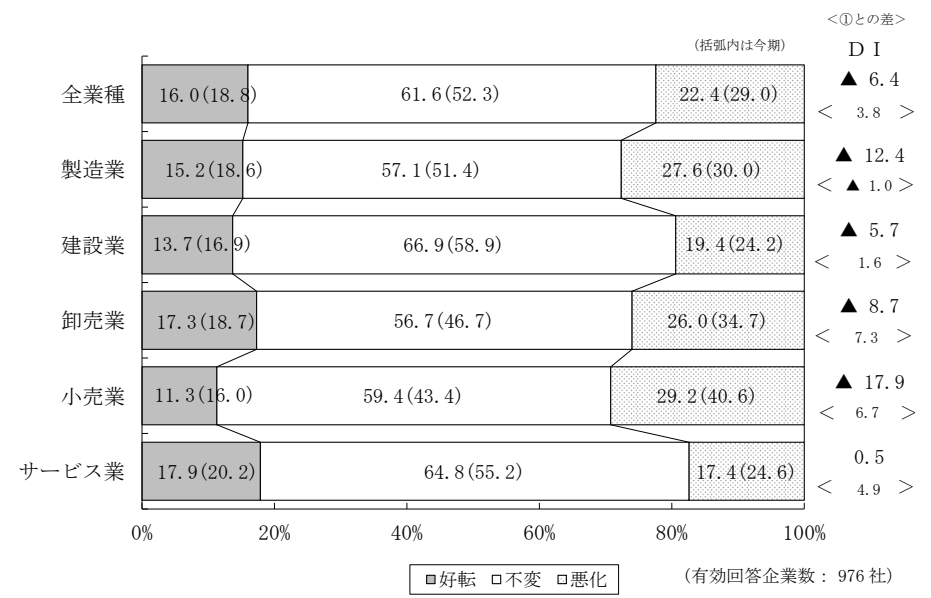 ＜①との差＞
（括弧内は今期）
ＤＩ
全業種 16.0(18.8) 61.6(52.3) 22.4(29.0) ▲ 6.4
＜ 3.8 ＞
製造業 15.2(18.6) 57.1(51.4) 27.6(30.0) ▲ 12.4
＜ ▲ 1.0 ＞
建設業 13.7(16.9) 66.9(58.9) 19.4(24.2) ▲ 5.7
＜ 1.6 ＞
卸売業 17.3(18.7) 56.7(46.7) 26.0(34.7) ▲ 8.7
＜ 7.3 ＞
小売業 11.3(16.0) 59.4(43.4) 29.2(40.6) ▲ 17.9
＜ 6.7 ＞
サービス業 17.9(20.2) 64.8(55.2) 17.4(24.6) 0.5
＜ 4.9 ＞
0% 20% 40% 60% 80% 100%
好転 不変 悪化
（有効回答企業数：976社）